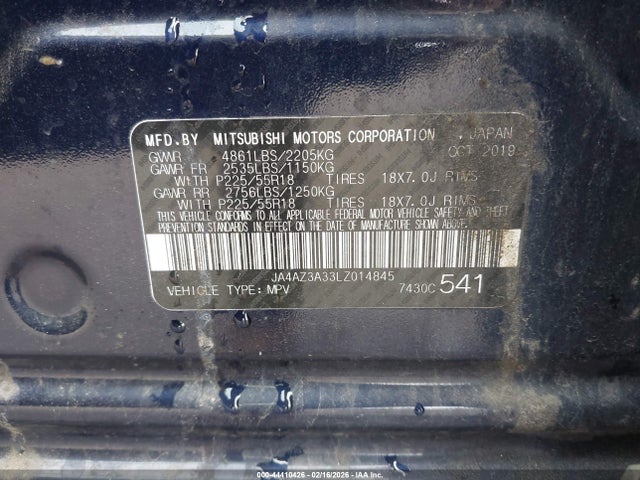 MFD.BY MITSUBISHI MOTORS CORPORATION , JAPAN
GVWR 4861LBS/2205KG OCT 2019
GAWR FR 2535LBS/1150KG
WITH P225/55R18 TIRES 18X7.0J RIMS
GAWR RR 2756LBS/1250KG
WITH P225/55R18 TIRES 18X7.0J RIMS
THIS VEHICLE CONFORMS TO ALL APPLICABLE FEDERAL MOTOR VEHICLE SAFETY AND
STANDARDS IN EFFECT ON THE DATE OF MANUFACTURE SHOWN ABOVE.
JA4AZ3A33LZ014845
VEHICLE TYPE: MPV 7430C 541
000-44410426 - 02/16/2026 - IAA Inc.